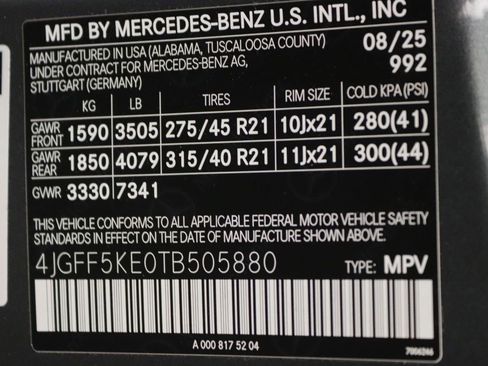 MFD BY MERCEDES-BENZ U.S. INTL., INC
MANUFACTURED IN USA (ALABAMA, TUSCALOOSA COUNTY) 08/25
UNDER CONTRACT FOR MERCEDES-BENZ AG, 992
STUTTGART (GERMANY)
KG LB TIRES RIM SIZE COLD KPA(PSI)
GAWR FRONT 1590 3505 275/45 R21 10Jx21 280(41)
GAWR REAR 1850 4079 315/40 R21 11Jx21 300(44)
GVWR 3330 7341
THIS VEHICLE CONFORMS TO ALL APPLICABLE FEDERAL MOTOR VEHICLE SAFETY
STANDARDS IN EFFECT ON THE DATE OF MANUFACTURE SHOWN ABOVE.
4JGFF5KE0TB505880 TYPE: MPV
A 000 817 52 04
7006246